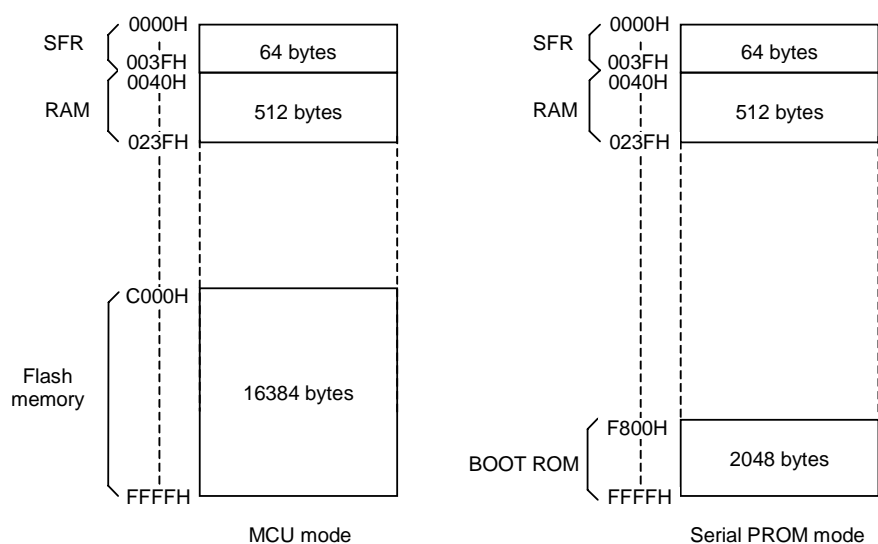 0000H
SFR
64 bytes
003FH
0040H
RAM
512 bytes
023FH
C000H
Flash
memory
16384 bytes
FFFFH
MCU mode
0000H
SFR
64 bytes
003FH
0040H
RAM
512 bytes
023FH
F800H
BOOT ROM
2048 bytes
FFFFH
Serial PROM mode